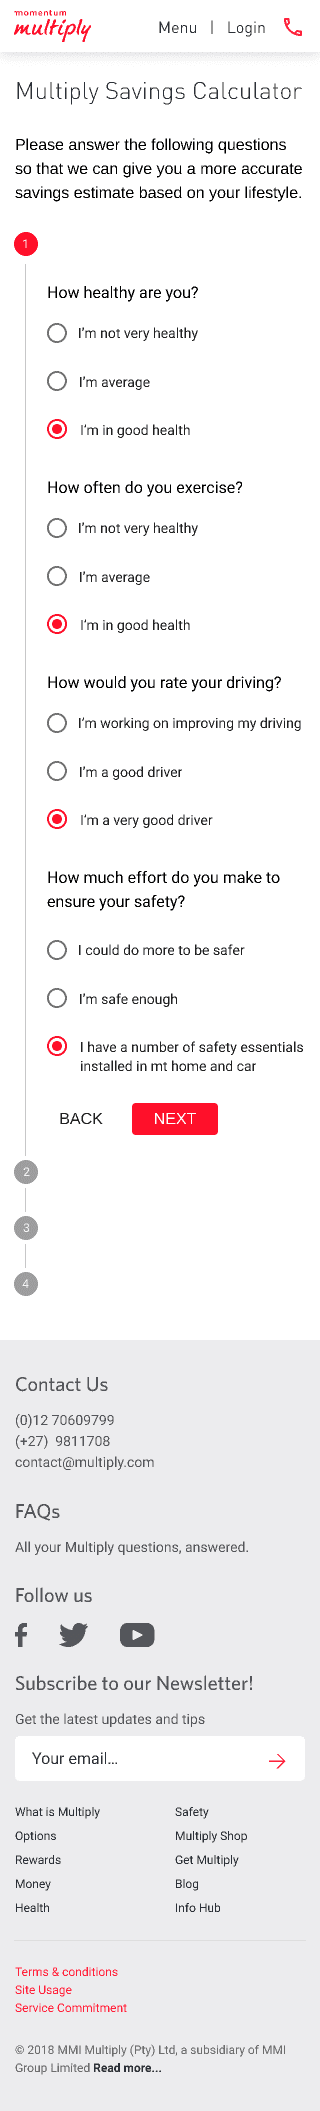 momentum
multiply
Menu | Login
Multiply Savings Calculator
Please answer the following questions
so that we can give you a more accurate
savings estimate based on your lifestyle.
1
How healthy are you?
I'm not very healthy
I'm average
I'm in good health
How often do you exercise?
I'm not very healthy
I'm average
I'm in good health
How would you rate your driving?
I'm working on improving my driving
I'm a good driver
I'm a very good driver
How much effort do you make to
ensure your safety?
I could do more to be safer
I'm safe enough
I have a number of safety essentials
installed in mt home and car
BACK NEXT
2
3
4
Contact Us
(0)12 70609799
(+27) 9811708
contact@multiply.com
FAQs
All your Multiply questions, answered.
Follow us
Subscribe to our Newsletter!
Get the latest updates and tips
Your email...
What is Multiply Safety
Options Multiply Shop
Rewards Get Multiply
Money Blog
Health Info Hub
Terms & conditions
Site Usage
Service Commitment
© 2018 MMI Multiply (Pty) Ltd, a subsidiary of MMI
Group Limited Read more...